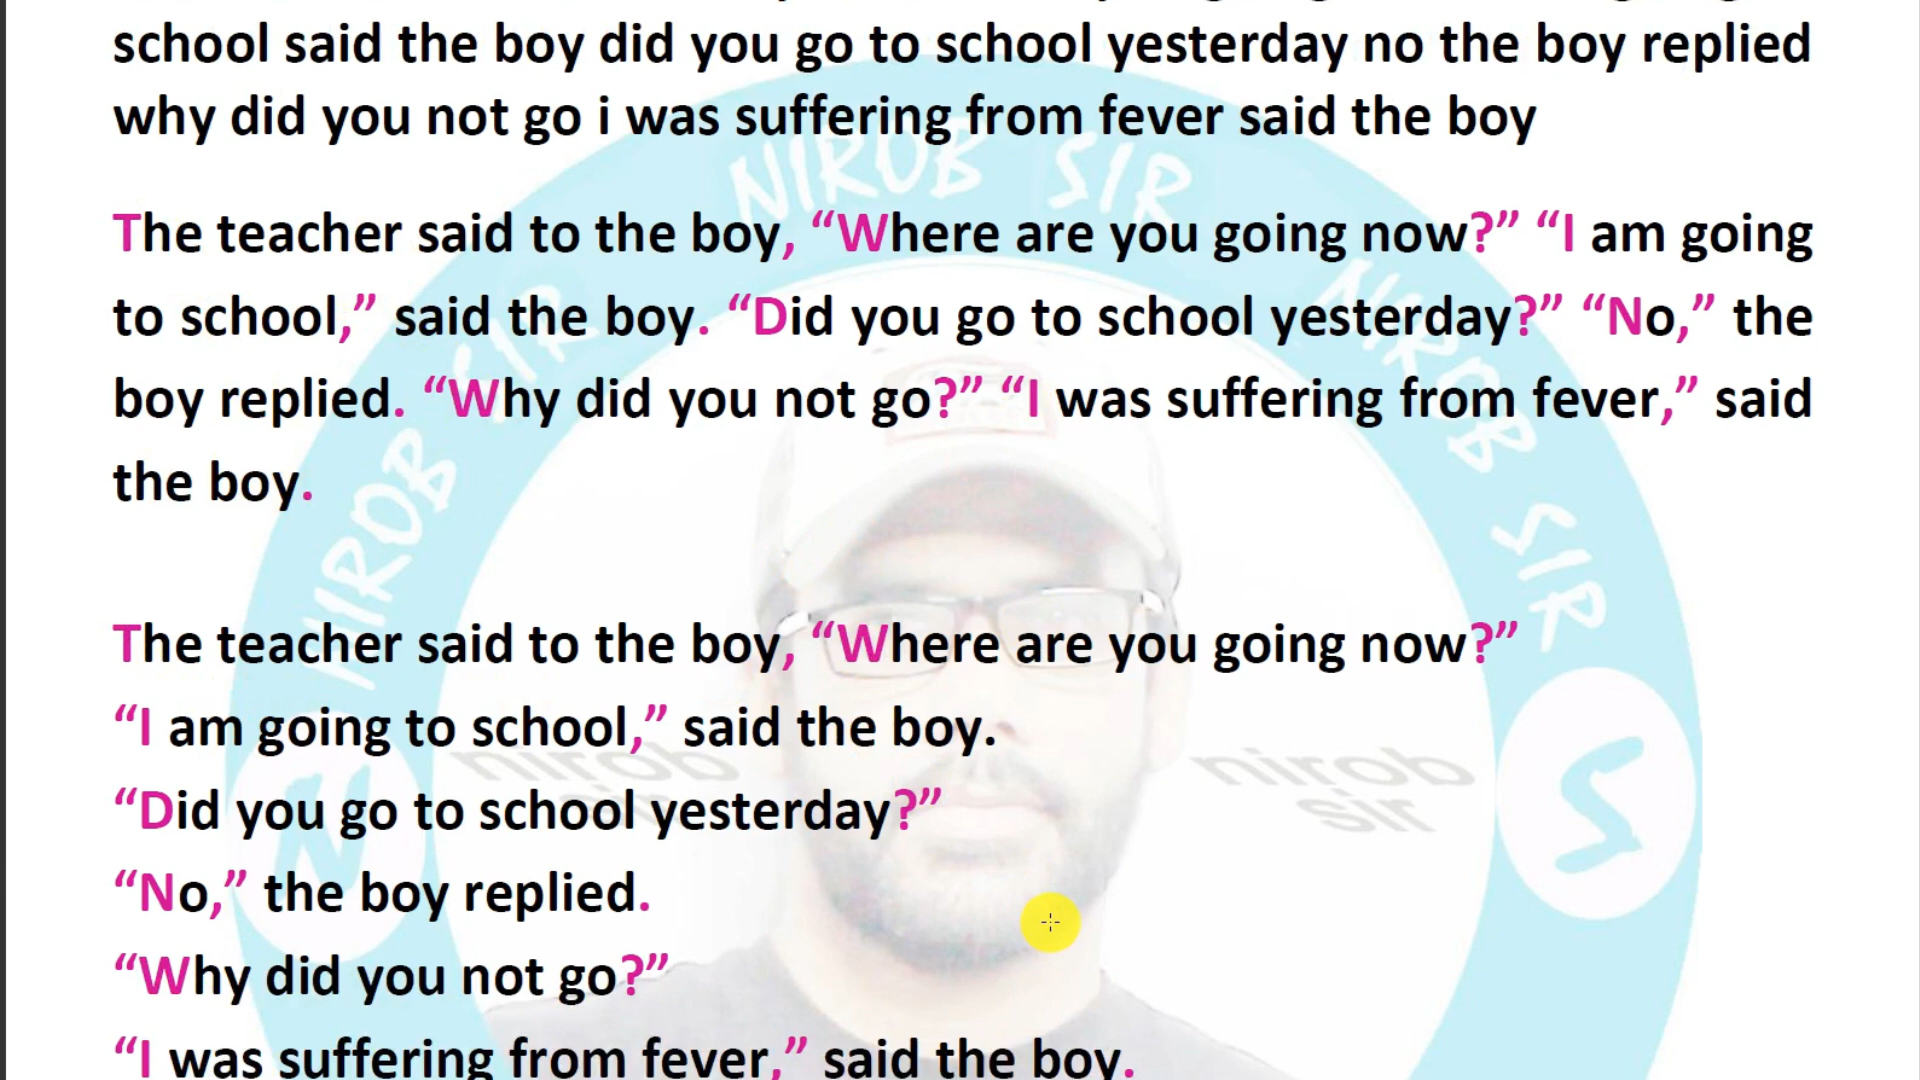 school said the boy did you go to school yesterday no the boy replied
why did you not go i was suffering from fever said the boy
NIROB SIR
The teacher said to the boy, “Where are you going now?” “I am going
to school,” said the boy. “Did you go to school yesterday?” “No,” the
boy replied. “Why did you not go?” “I was suffering from fever,” said
the boy.
NIROB SIR
NIROB SIR
The teacher said to the boy, “Where are you going now?”
“I am going to school,” said the boy.
nirob
sir
nirob
sir
“Did you go to school yesterday?”
N
S
“No,” the boy replied.
“Why did you not go?”
“I was suffering from fever,” said the boy.